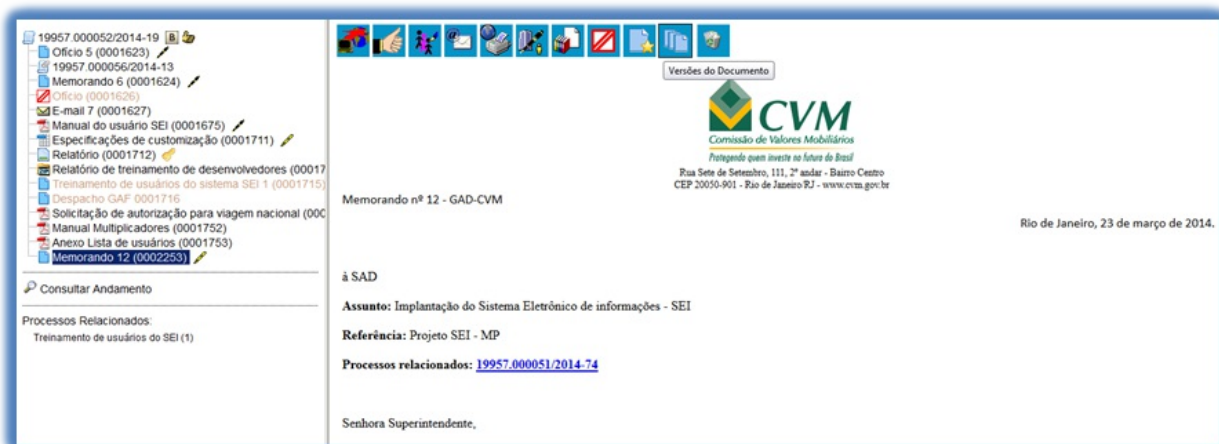 19957.000052/2014-19 B
Ofício 5 (0001623)
19957.000056/2014-13
Memorando 6 (0001624)
Ofício (0001626)
E-mail 7 (0001627)
Manual do usuário SEI (0001675)
Especificações de customização (0001711)
Relatório (0001712)
Relatório de treinamento de desenvolvedores (00017
Treinamento de usuários do sistema SEI 1 (0001715)
Despacho GAF 0001716
Solicitação de autorização para viagem nacional (000
Manual Multiplicadores (0001752)
Anexo Lista de usuários (0001753)
Memorando 12 (0002253)
Consultar Andamento
Processos Relacionados:
Treinamento de usuários do SEI (1)
Versões do Documento
CVM
Comissão de Valores Mobiliários
Protegendo quem investe no futuro do Brasil
Rua Sete de Setembro, 111, 2º andar - Bairro Centro
CEP 20050-901 - Rio de Janeiro/RJ - www.cvm.gov.br
Memorando nº 12 - GAD-CVM
Rio de Janeiro, 23 de março de 2014.
à SAD
Assunto: Implantação do Sistema Eletrônico de informações - SEI
Referência: Projeto SEI - MP
Processos relacionados: 19957.000051/2014-74
Senhora Superintendente,